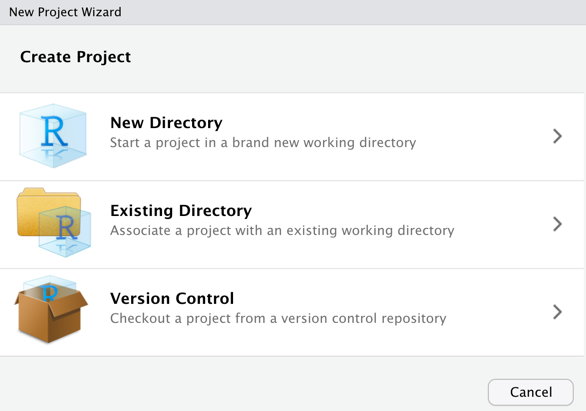 New Project Wizard
Create Project
R
New Directory
Start a project in a brand new working directory
R
Existing Directory
Associate a project with an existing working directory
R
Version Control
Checkout a project from a version control repository
Cancel